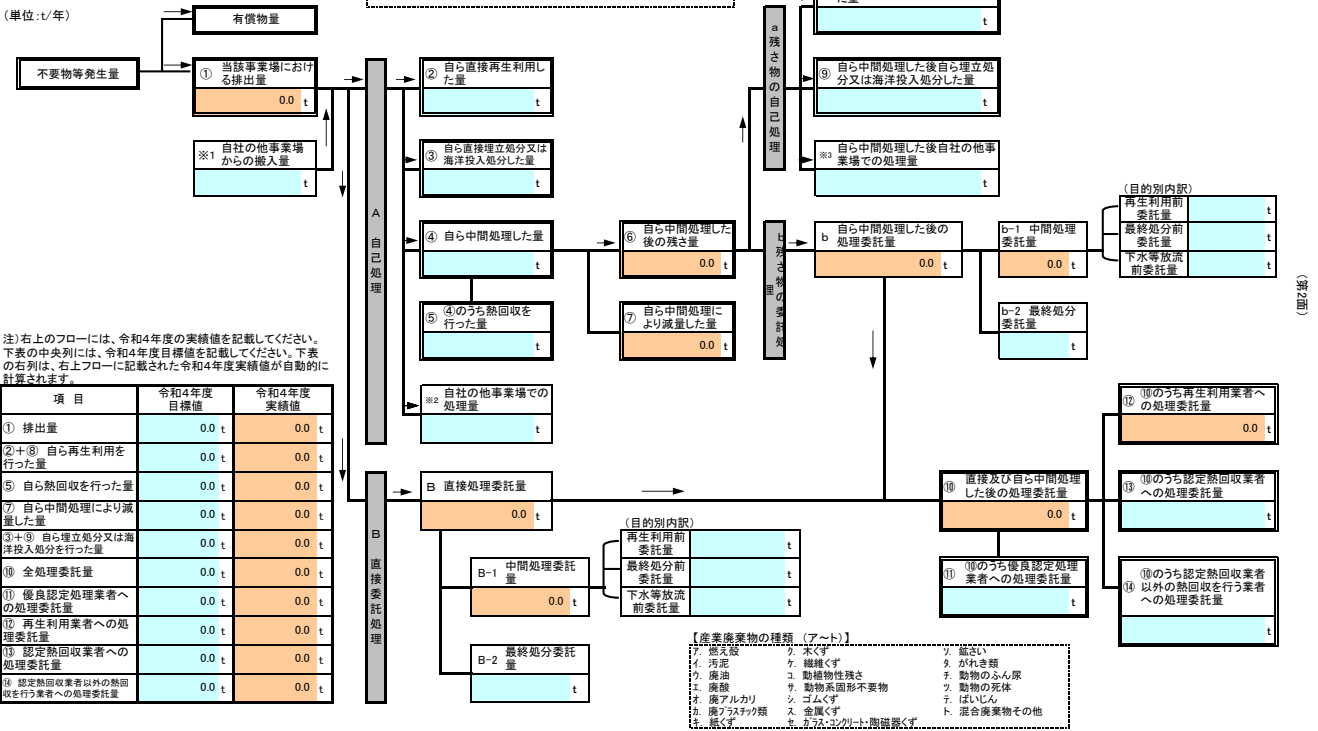 (単位:t/年)
有償物量
不要物等発生量
① 当該事業場におけ
る排出量
0.0 t
※1 自社の他事業場
からの搬入量
t
A 自己処理
② 自ら直接再生利用し
た量
t
③ 自ら直接埋立処分又は
海洋投入処分した量
t
④ 自ら中間処理した量
t
⑤ ④のうち熱回収を
行った量
t
※2 自社の他事業場での
処理量
t
⑥ 自ら中間処理した
後の残さ量
0.0 t
⑦ 自ら中間処理に
より減量した量
0.0 t
a 残さ物の自己処理
た量
t
⑨ 自ら中間処理した後自ら埋立処
分又は海洋投入処分した量
t
※3 自ら中間処理した後自社の他事
業場での処理量
t
b 残さ物の委託処理
b 自ら中間処理した後の
処理委託量
0.0 t
b-1 中間処理
委託量
0.0 t
(目的別内訳)
再生利用前
委託量
t
最終処分前
委託量
t
下水等放流
前委託量
t
b-2 最終処分
委託量
t
(第2面)
注)右上のフローには、令和4年度の実績値を記載してください。
下表の中央列には、令和4年度目標値を記載してください。下表
の右列は、右上フローに記載された令和4年度実績値が自動的に
計算されます。
項 目 令和4年度
目標値 令和4年度
実績値
① 排出量 0.0 t 0.0 t
②+⑧ 自ら再生利用を
行った量 0.0 t 0.0 t
⑤ 自ら熱回収を行った量 0.0 t 0.0 t
⑦ 自ら中間処理により減
量した量 0.0 t 0.0 t
③+⑨ 自ら埋立処分又は海
洋投入処分を行った量 0.0 t 0.0 t
⑩ 全処理委託量 0.0 t 0.0 t
⑪ 優良認定処理業者へ
の処理委託量 0.0 t 0.0 t
⑫ 再生利用業者への処
理委託量 0.0 t 0.0 t
⑬ 認定熱回収業者への
処理委託量 0.0 t 0.0 t
⑭ 認定熱回収業者以外の熱回
収を行う業者への処理委託量 0.0 t 0.0 t
B 直接委託処理
B 直接処理委託量
0.0 t
B-1 中間処理委託
量
0.0 t
(目的別内訳)
再生利用前
委託量
t
最終処分前
委託量
t
下水等放流
前委託量
t
B-2 最終処分委託
量
t
⑩ 直接及び自ら中間処理
した後の処理委託量
0.0 t
⑪ ⑩のうち優良認定処理
業者への処理委託量
t
⑫ ⑩のうち再生利用業者へ
の処理委託量
0.0 t
⑬ ⑩のうち認定熱回収業者
への処理委託量
t
⑭ ⑩のうち認定熱回収業者
以外の熱回収を行う業者
への処理委託量
t
【産業廃棄物の種類 (ア~ト)】
ア. 燃え殻 ク. 木くず ソ. 鉱さい
イ. 汚泥 ケ. 繊維くず タ. がれき類
ウ. 廃油 コ. 動植物性残さ チ. 動物のふん尿
エ. 廃酸 サ. 動物系固形不要物 ツ. 動物の死体
オ. 廃アルカリ シ. ゴムくず テ. ばいじん
カ. 廃プラスチック類 ス. 金属くず ト. 混合廃棄物その他
キ. 紙くず セ. ガラス・コンクリート・陶磁器くず